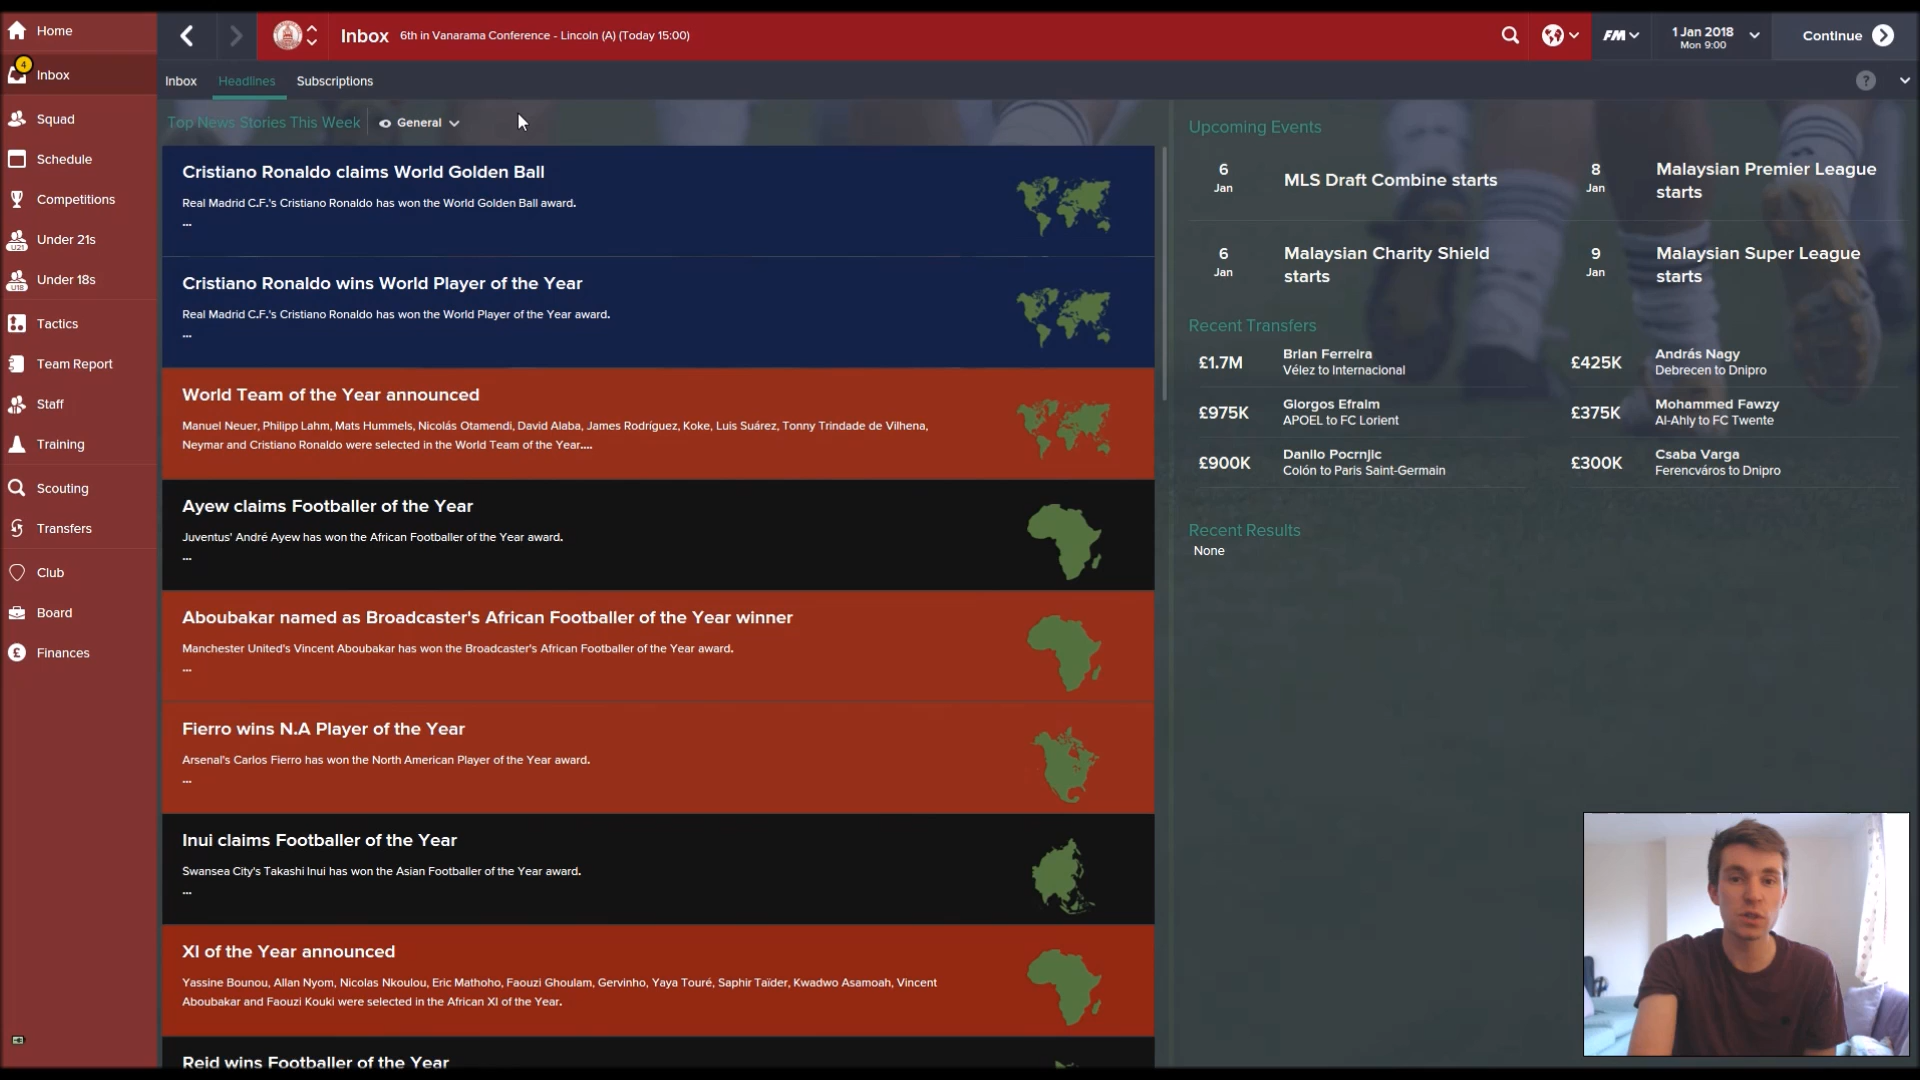 Home
4
Inbox
Squad
Schedule
Competitions
U21
Under 21s
U18
Under 18s
Tactics
Team Report
Staff
Training
Scouting
Transfers
Club
Board
£
Finances
Inbox
6th in Vanarama Conference - Lincoln (A) (Today 15:00)
FM
1 Jan 2018
Mon 9:00
Continue
Inbox
Headlines
Subscriptions
?
Top News Stories This Week
General
Cristiano Ronaldo claims World Golden Ball
Real Madrid C.F.'s Cristiano Ronaldo has won the World Golden Ball award.
...
Cristiano Ronaldo wins World Player of the Year
Real Madrid C.F.'s Cristiano Ronaldo has won the World Player of the Year award.
...
World Team of the Year announced
Manuel Neuer, Philipp Lahm, Mats Hummels, Nicolás Otamendi, David Alaba, James Rodríguez, Koke, Luis Suárez, Tonny Trindade de Vilhena,
Neymar and Cristiano Ronaldo were selected in the World Team of the Year....
Ayew claims Footballer of the Year
Juventus' André Ayew has won the African Footballer of the Year award.
...
Aboubakar named as Broadcaster's African Footballer of the Year winner
Manchester United's Vincent Aboubakar has won the Broadcaster's African Footballer of the Year award.
...
Fierro wins N.A Player of the Year
Arsenal's Carlos Fierro has won the North American Player of the Year award.
...
Inui claims Footballer of the Year
Swansea City's Takashi Inui has won the Asian Footballer of the Year award.
...
XI of the Year announced
Yassine Bounou, Allan Nyom, Nicolas Nkoulou, Eric Mathoho, Faouzi Ghoulam, Gervinho, Yaya Touré, Saphir Taïder, Kwadwo Asamoah, Vincent
Aboubakar and Faouzi Kouki were selected in the African XI of the Year.
Reid wins Footballer of the Year
Upcoming Events
6
Jan
MLS Draft Combine starts
8
Jan
Malaysian Premier League
starts
6
Jan
Malaysian Charity Shield
starts
9
Jan
Malaysian Super League
starts
Recent Transfers
£1.7M
Brian Ferreira
Vélez to Internacional
£425K
András Nagy
Debrecen to Dnipro
£975K
Giorgos Efraim
APOEL to FC Lorient
£375K
Mohammed Fawzy
Al-Ahly to FC Twente
£900K
Danilo Pocrnjic
Colón to Paris Saint-Germain
£300K
Csaba Varga
Ferencváros to Dnipro
Recent Results
None